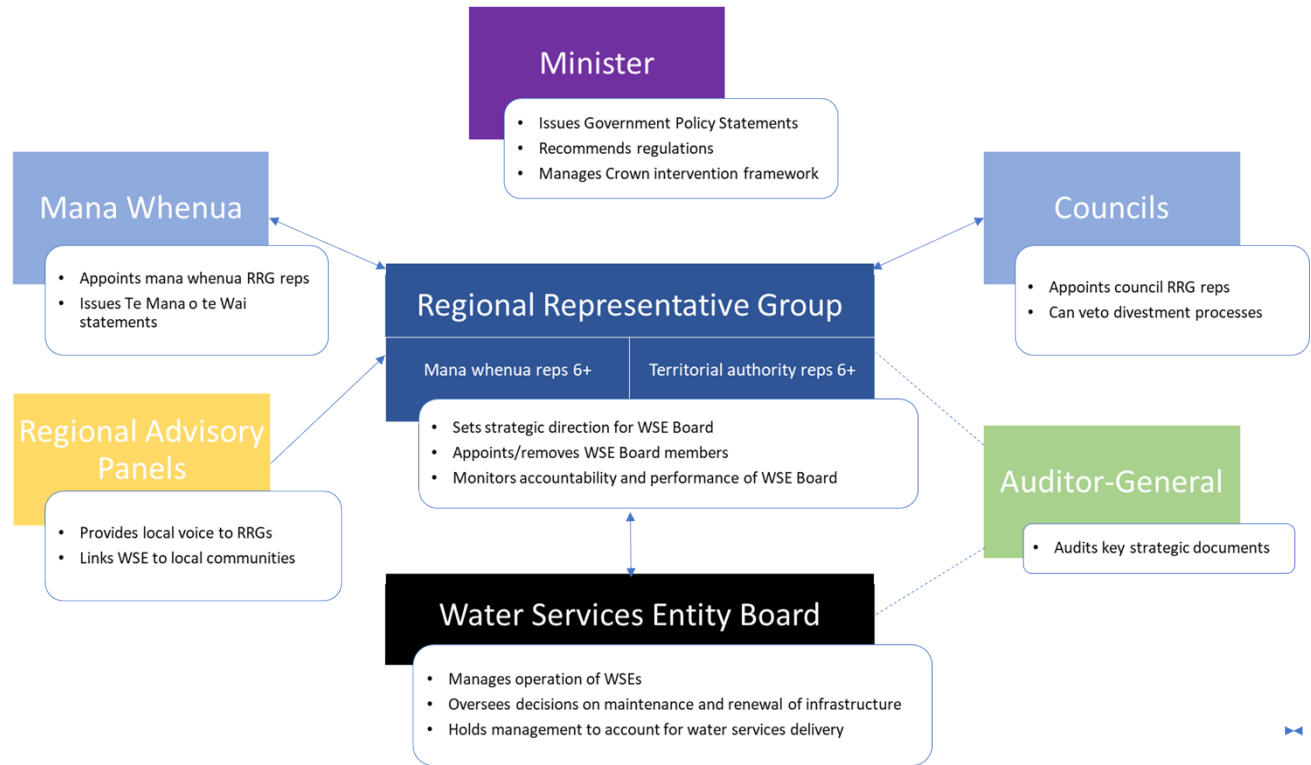 Minister
• Issues Government Policy Statements
• Recommends regulations
• Manages Crown intervention framework
Mana Whenua
• Appoints mana whenua RRG reps
• Issues Te Mana o te Wai
statements
Councils
• Appoints council RRG reps
• Can veto divestment processes
Regional Representative Group
Mana whenua reps 6+
Territorial authority reps 6+
• Sets strategic direction for WSE Board
• Appoints/removes WSE Board members
• Monitors accountability and performance of WSE Board
Regional Advisory
Panels
• Provides local voice to RRGs
• Links WSE to local communities
Auditor-General
• Audits key strategic documents
Water Services Entity Board
• Manages operation of WSEs
• Oversees decisions on maintenance and renewal of infrastructure
• Holds management to account for water services delivery